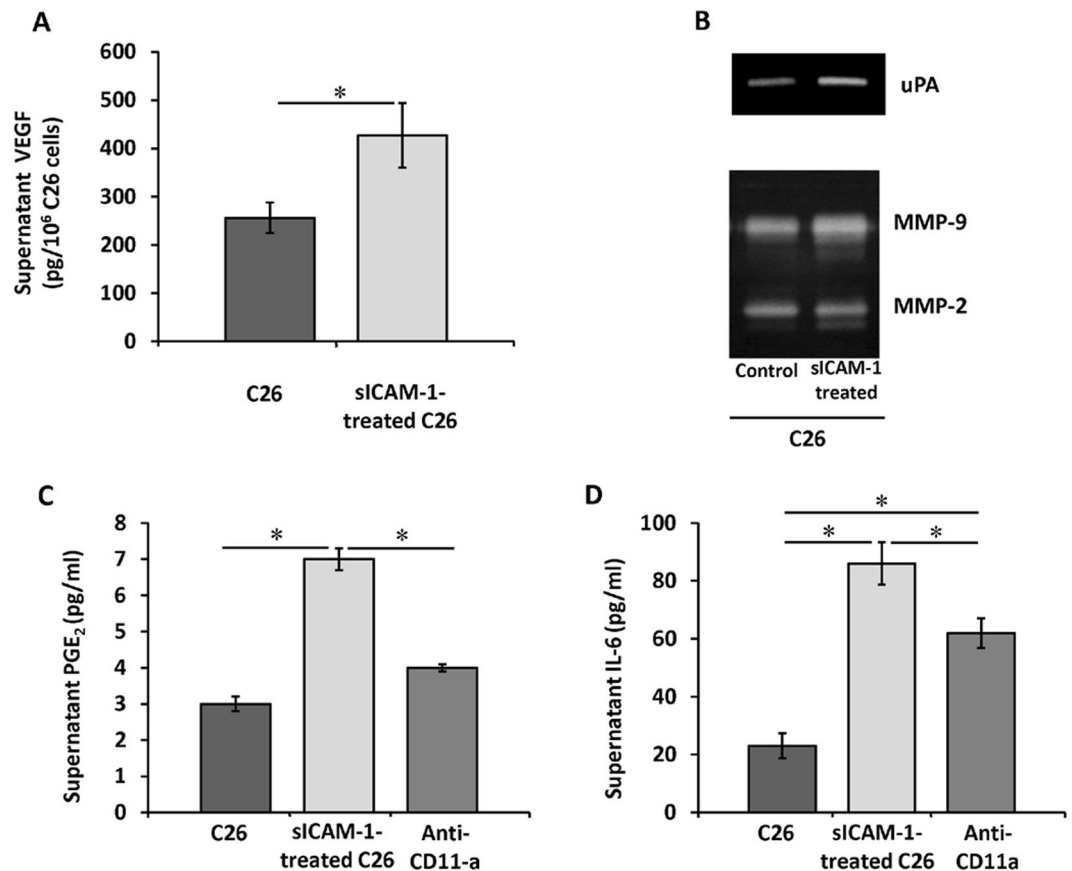 A
Supernatant VEGF
(pg/10⁶ C26 cells)
600
500
400
300
200
100
0
*
C26
sICAM-1-
treated C26
B
uPA
MMP-9
MMP-2
Control
sICAM-1
treated
C26
C
Supernatant PGE₂ (pg/ml)
8
7
6
5
4
3
2
1
0
*
*
C26
sICAM-1-
treated C26
Anti-
CD11-a
D
Supernatant IL-6 (pg/ml)
100
80
60
40
20
0
*
*
*
C26
sICAM-1-
treated C26
Anti-
CD11a